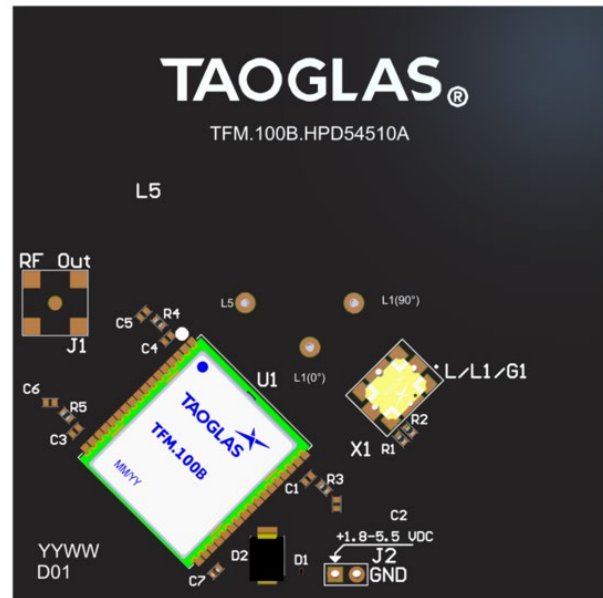 TAOGLAS®
TFM.100B.HPD54510A
L5
RF Out
J1
L5
L1(90°)
L1(0°)
C5
R4
C4
U1
L/L1/G1
C6
R5
C3
TAOGLAS
TFM.100B
MM/YY
X1
R2
R1
C1
R3
C2
+1.8-5.5 VDC
J2
GND
YYWW
D01
C7
D2
D1